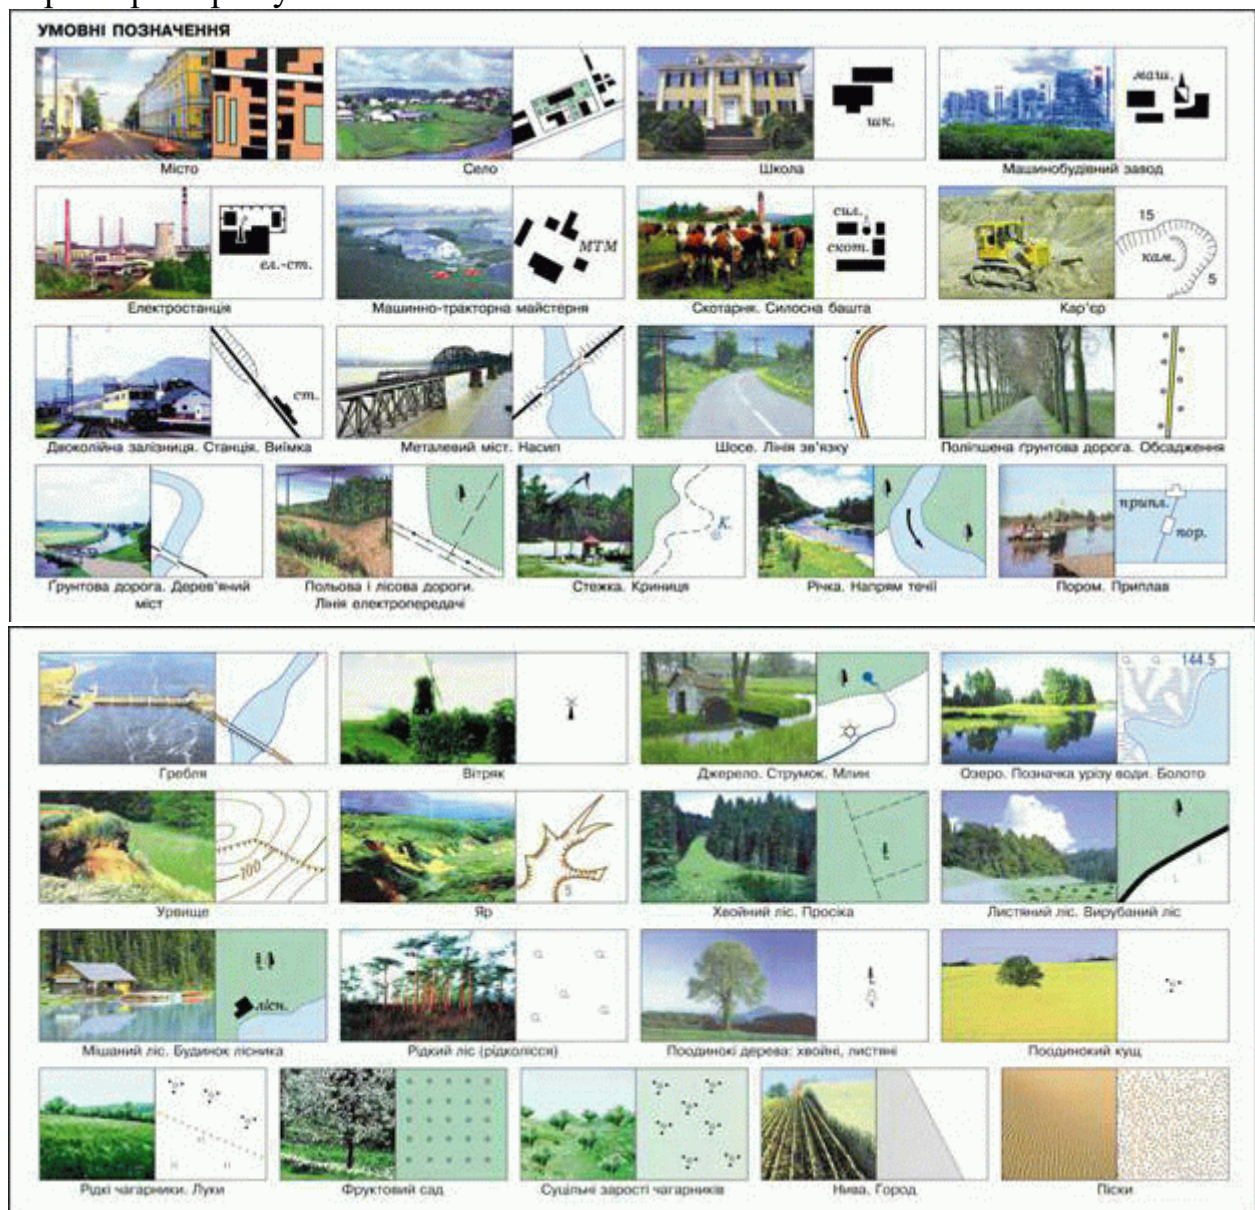 УМОВНІ ПОЗНАЧЕННЯ
шк.
маш.
Місто
Село
Школа
Машинобудівний завод
ел.-ст.
МТМ
сил.
скот.
15
кам.
5
Електростанція
Машинно-тракторна майстерня
Скотарня. Силосна башта
Кар'єр
ст.
Двоколійна залізниця. Станція. Виїмка
Металевий міст. Насип
Шосе. Лінія зв'язку
Поліпшена ґрунтова дорога. Обсадження
К.
припл.
пор.
Ґрунтова дорога. Дерев'яний
міст
Польова і лісова дороги.
Лінія електропередачі
Стежка. Криниця
Річка. Напрям течії
Пором. Приплав
144.5
Гребля
Вітряк
Джерело. Струмок. Млин
Озеро. Позначка урізу води. Болото
100
5
Урвище
Яр
Хвойний ліс. Просіка
Листяний ліс. Вирубаний ліс
лісн.
Мішаний ліс. Будинок лісника
Рідкий ліс (рідколісся)
Поодинокі дерева: хвойні, листяні
Поодинокий кущ
Рідкі чагарники. Луки
Фруктовий сад
Суцільні зарості чагарників
Нива. Город
Піски